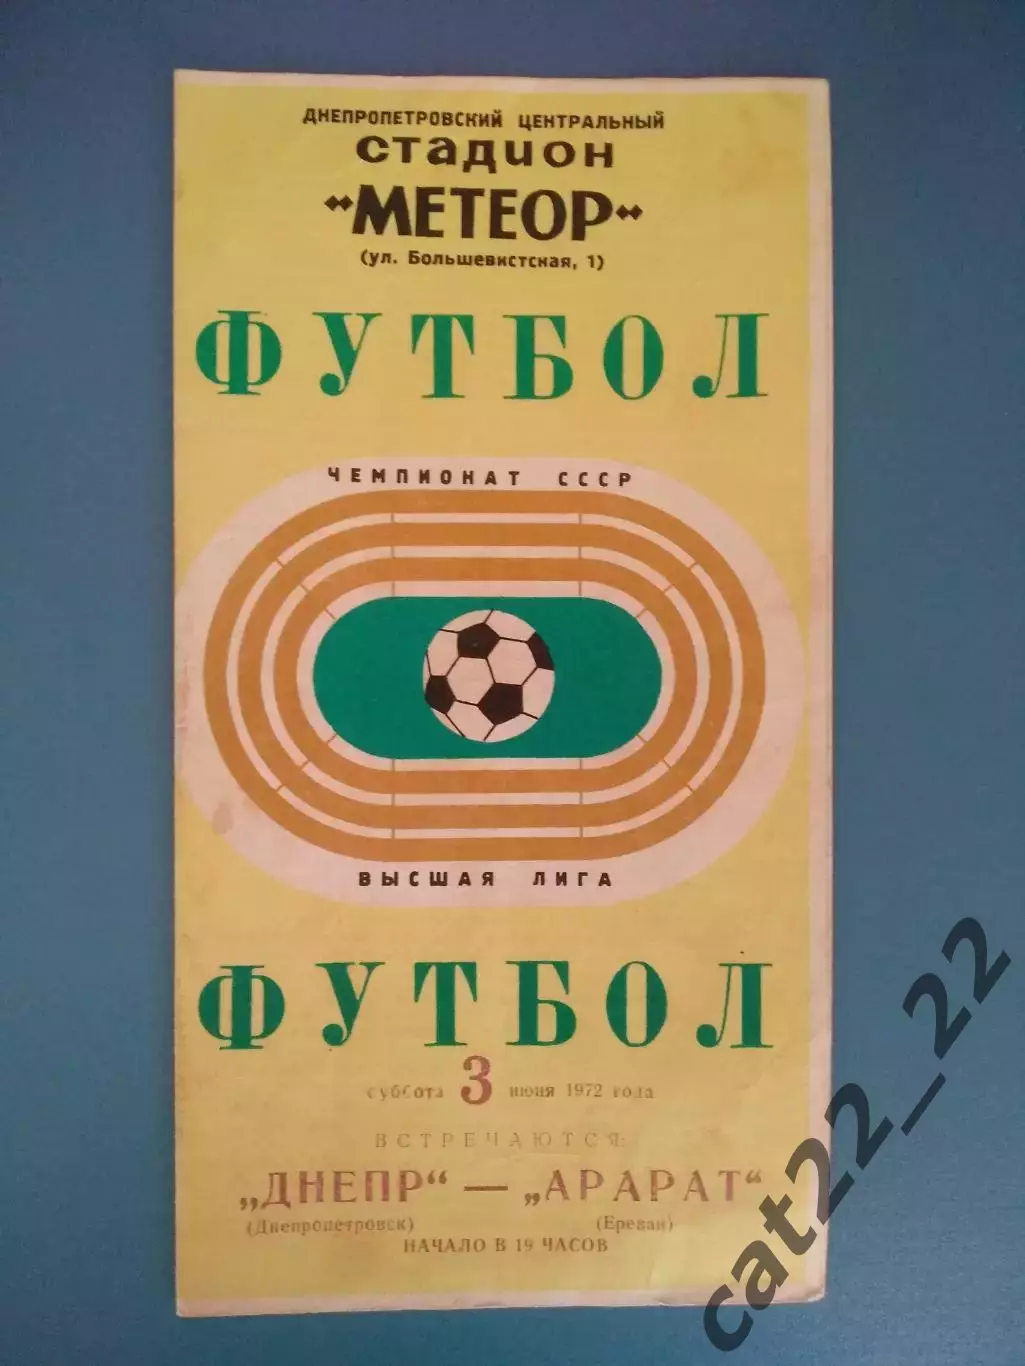 ДНЕПРОПЕТРОВСКИЙ ЦЕНТРАЛЬНЫЙ
стадион
"МЕТЕОР"
(ул. Большевистская, 1)
ФУТБОЛ
ЧЕМПИОНАТ СССР
ВЫСШАЯ ЛИГА
ФУТБОЛ
суббота 3 июня 1972 года
ВСТРЕЧАЮТСЯ:
„ДНЕПР“ — „АРАРАТ“
(Днепропетровск) (Ереван)
НАЧАЛО В 19 ЧАСОВ
cat22_22